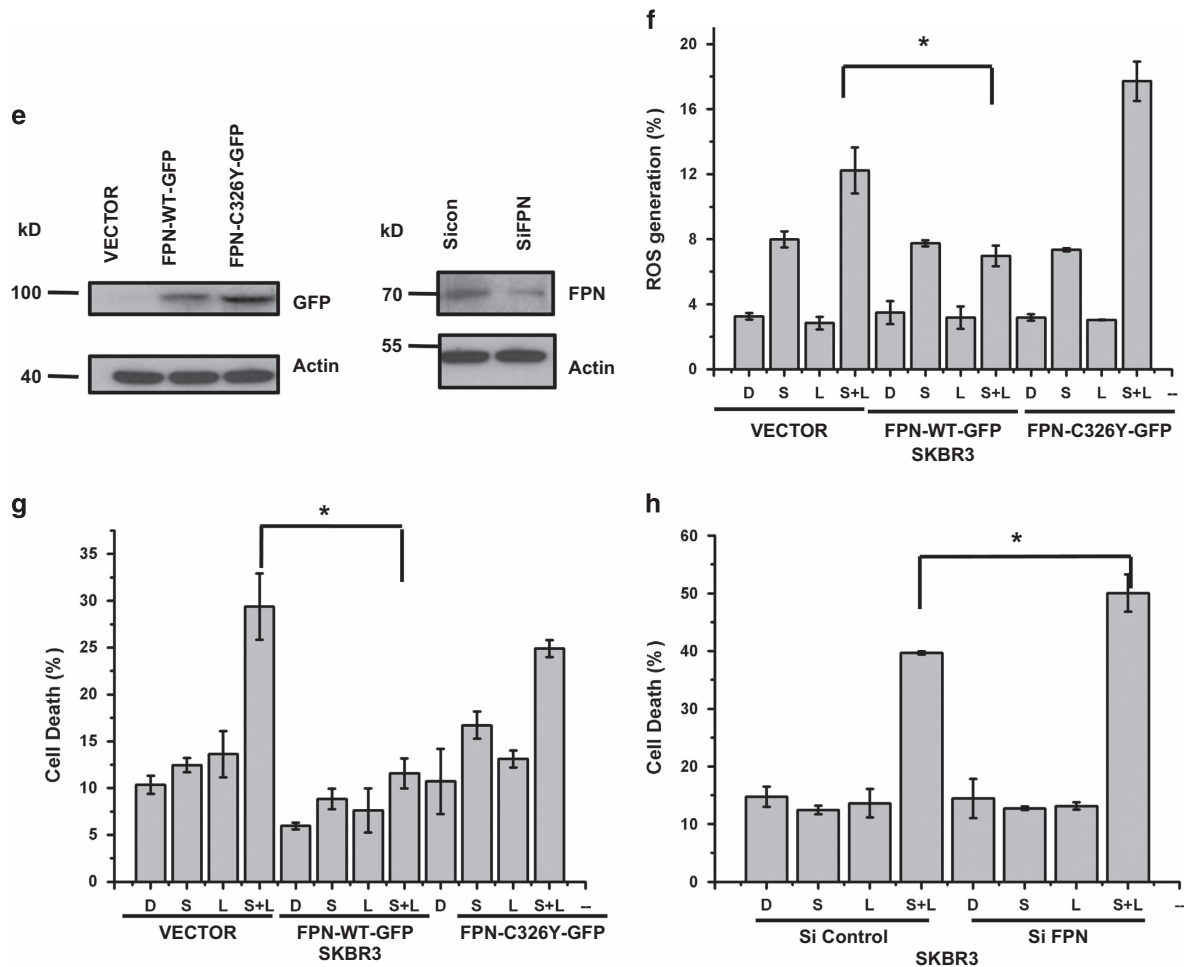 e
kD
VECTOR
FPN-WT-GFP
FPN-C326Y-GFP
100
GFP
40
Actin
kD
Sicon
SiFPN
70
FPN
55
Actin
f
ROS generation (%)
20
16
12
8
4
0
*
D S L S+L D S L S+L D S L S+L --
VECTOR FPN-WT-GFP FPN-C326Y-GFP
SKBR3
g
Cell Death (%)
35
30
25
20
15
10
5
0
*
D S L S+L D S L S+L D S L S+L --
VECTOR FPN-WT-GFP FPN-C326Y-GFP
SKBR3
h
Cell Death (%)
60
50
40
30
20
10
0
*
D S L S+L D S L S+L --
Si Control Si FPN
SKBR3